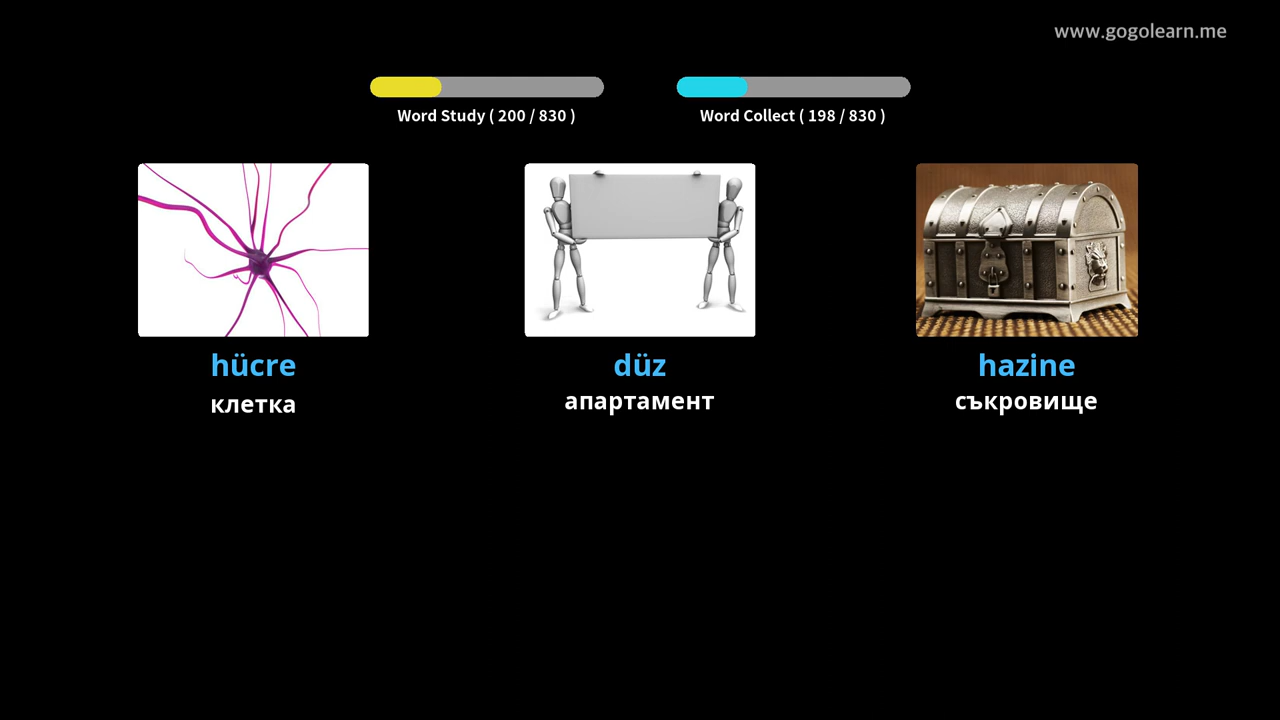 www.gogolearn.me
Word Study ( 200 / 830 )
Word Collect ( 198 / 830 )
hücre
клетка
düz
апартамент
hazine
съкровище